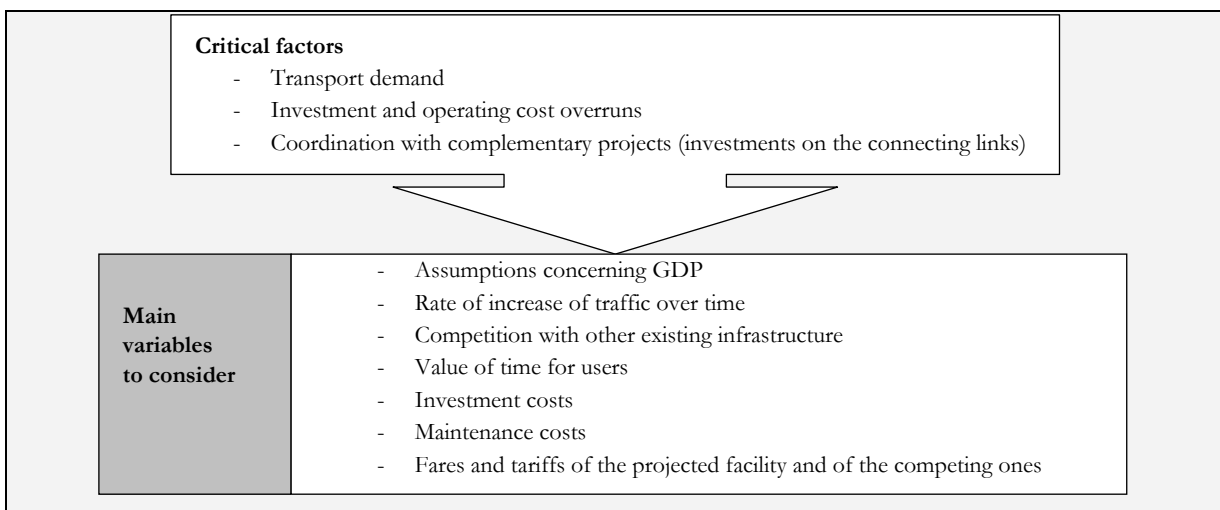 Critical factors
- Transport demand
- Investment and operating cost overruns
- Coordination with complementary projects (investments on the connecting links)
Main
variables
to consider
- Assumptions concerning GDP
- Rate of increase of traffic over time
- Competition with other existing infrastructure
- Value of time for users
- Investment costs
- Maintenance costs
- Fares and tariffs of the projected facility and of the competing ones